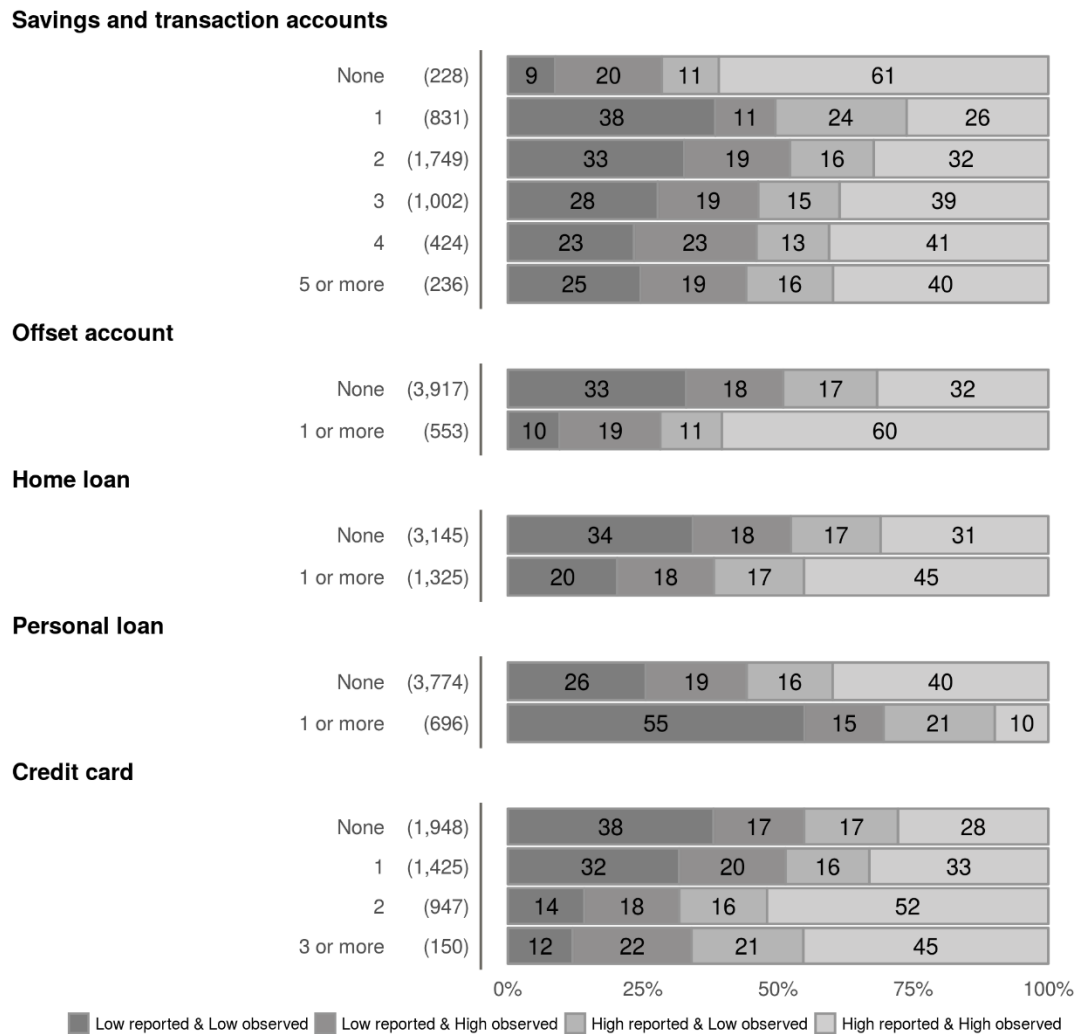 Savings and transaction accounts
None (228) 9 20 11 61
1 (831) 38 11 24 26
2 (1,749) 33 19 16 32
3 (1,002) 28 19 15 39
4 (424) 23 23 13 41
5 or more (236) 25 19 16 40
Offset account
None (3,917) 33 18 17 32
1 or more (553) 10 19 11 60
Home loan
None (3,145) 34 18 17 31
1 or more (1,325) 20 18 17 45
Personal loan
None (3,774) 26 19 16 40
1 or more (696) 55 15 21 10
Credit card
None (1,948) 38 17 17 28
1 (1,425) 32 20 16 33
2 (947) 14 18 16 52
3 or more (150) 12 22 21 45
0% 25% 50% 75% 100%
Low reported & Low observed Low reported & High observed High reported & Low observed High reported & High observed